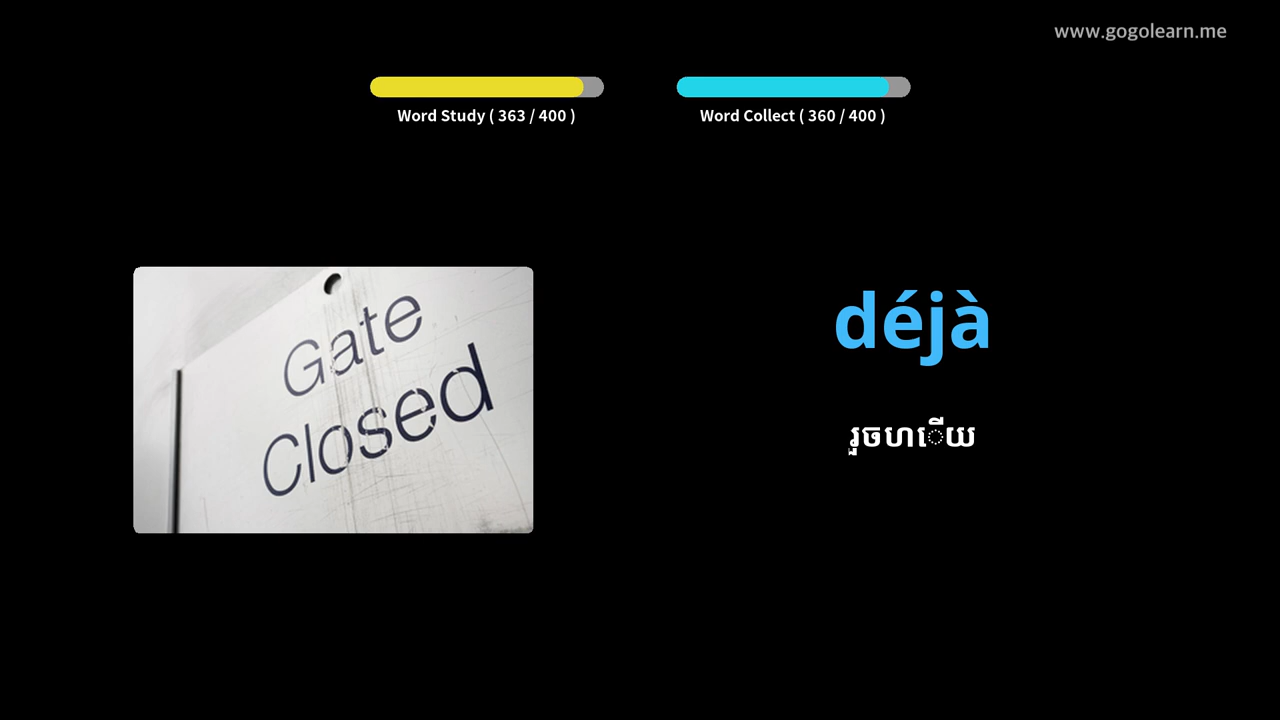 www.gogolearn.me
Word Study ( 363 / 400 )
Word Collect ( 360 / 400 )
Gate
Closed
déjà
រួចហើយ